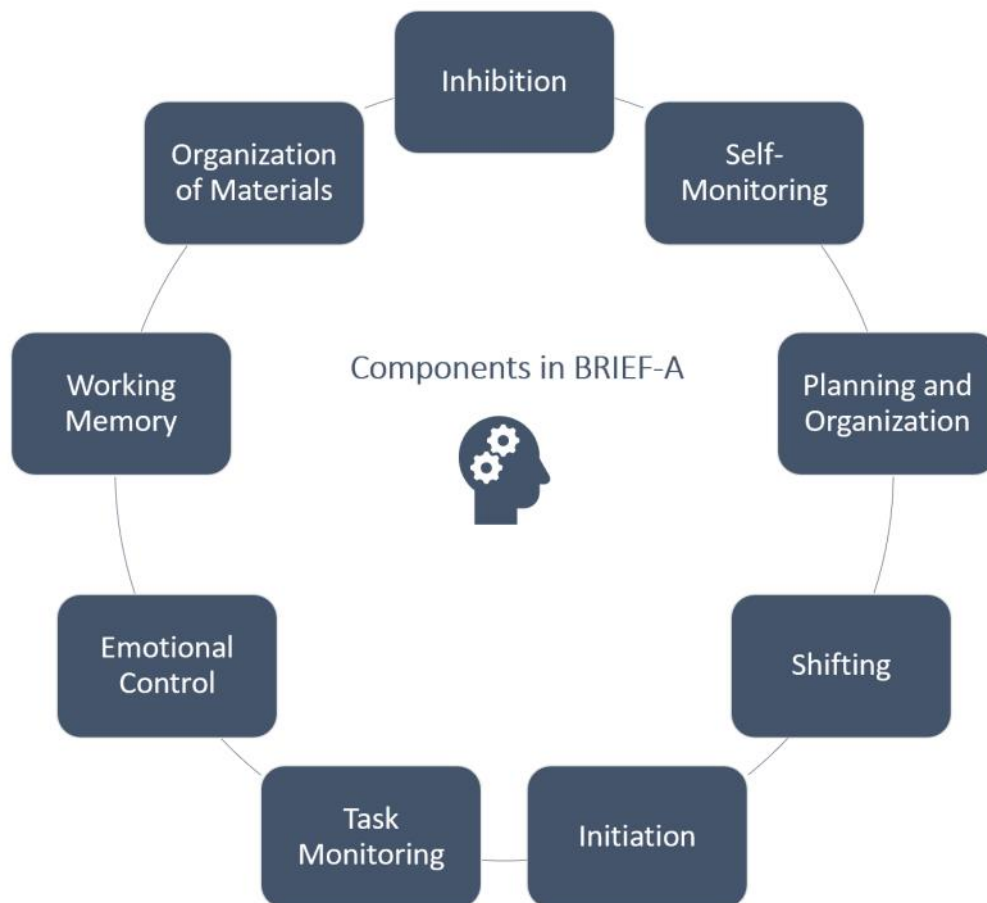 Inhibition
Self-
Monitoring
Planning and
Organization
Shifting
Initiation
Task
Monitoring
Emotional
Control
Working
Memory
Organization
of Materials
Components in BRIEF-A